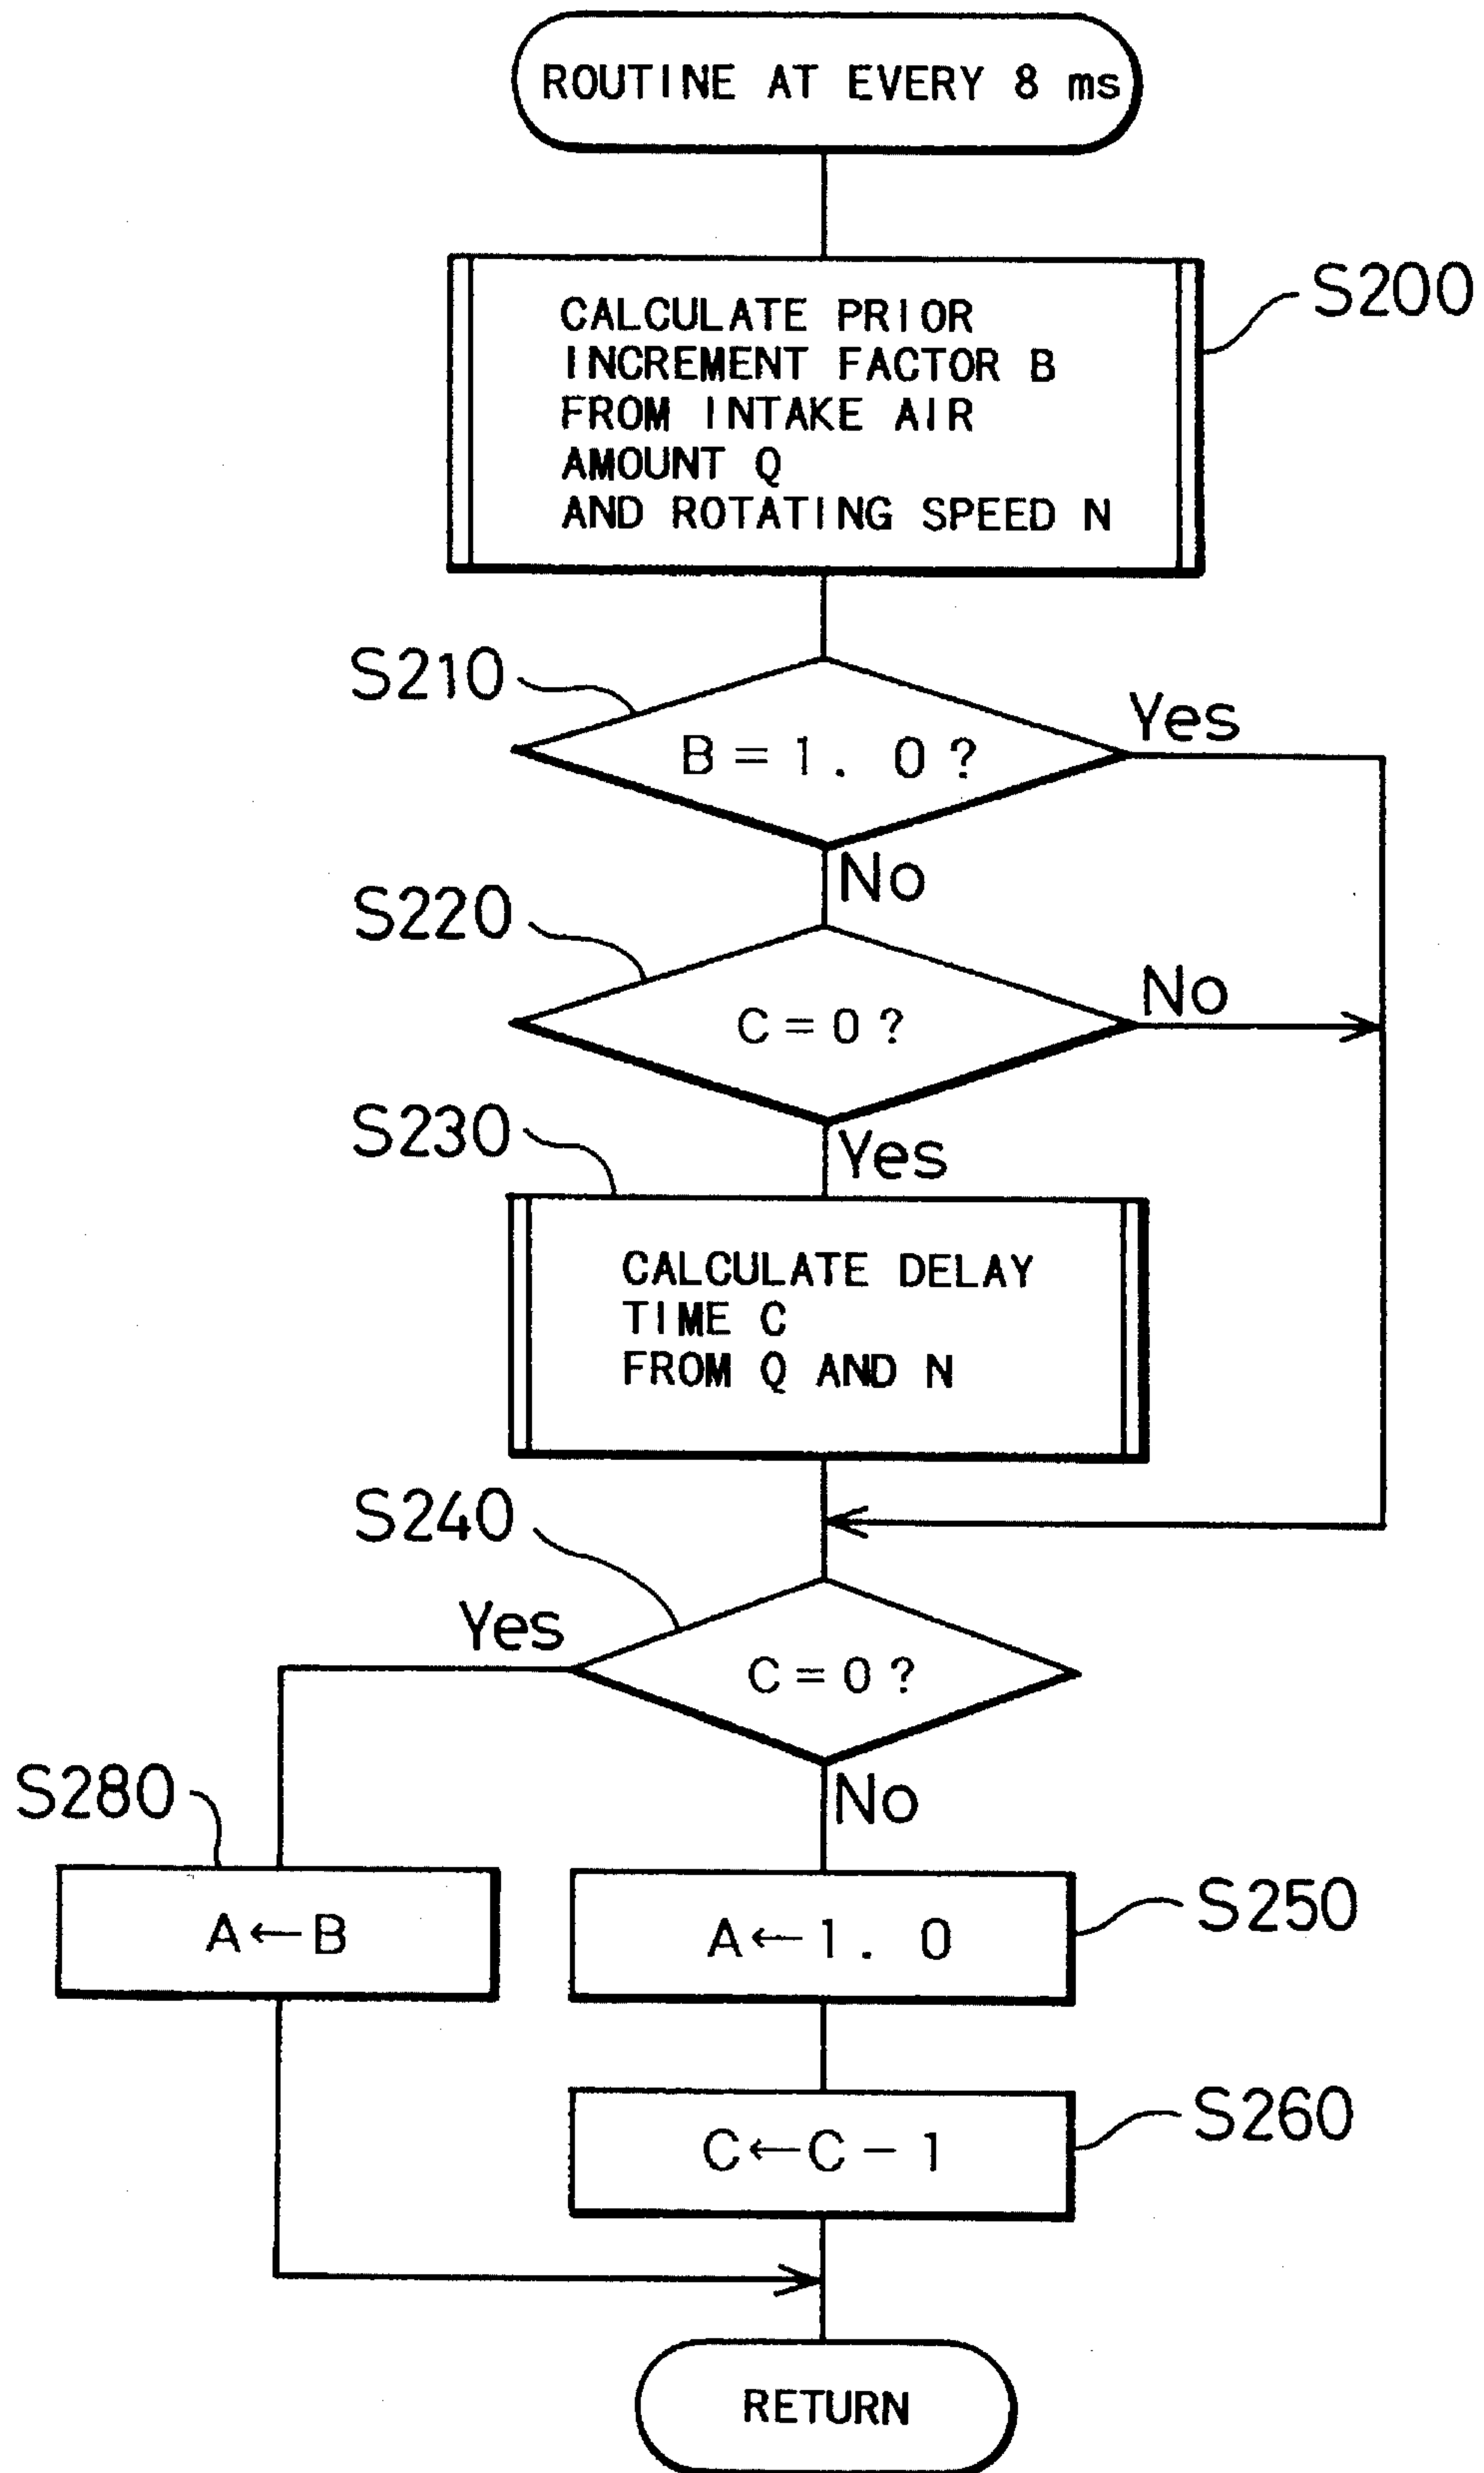 ROUTINE AT EVERY 8 ms
CALCULATE PRIOR
INCREMENT FACTOR B
FROM INTAKE AIR
AMOUNT Q
AND ROTATING SPEED N
S200
S210
B=1.0?
Yes
No
S220
C=0?
No
Yes
S230
CALCULATE DELAY
TIME C
FROM Q AND N
S240
C=0?
Yes
No
S280
A←B
A←1.0
S250
C←C-1
S260
RETURN